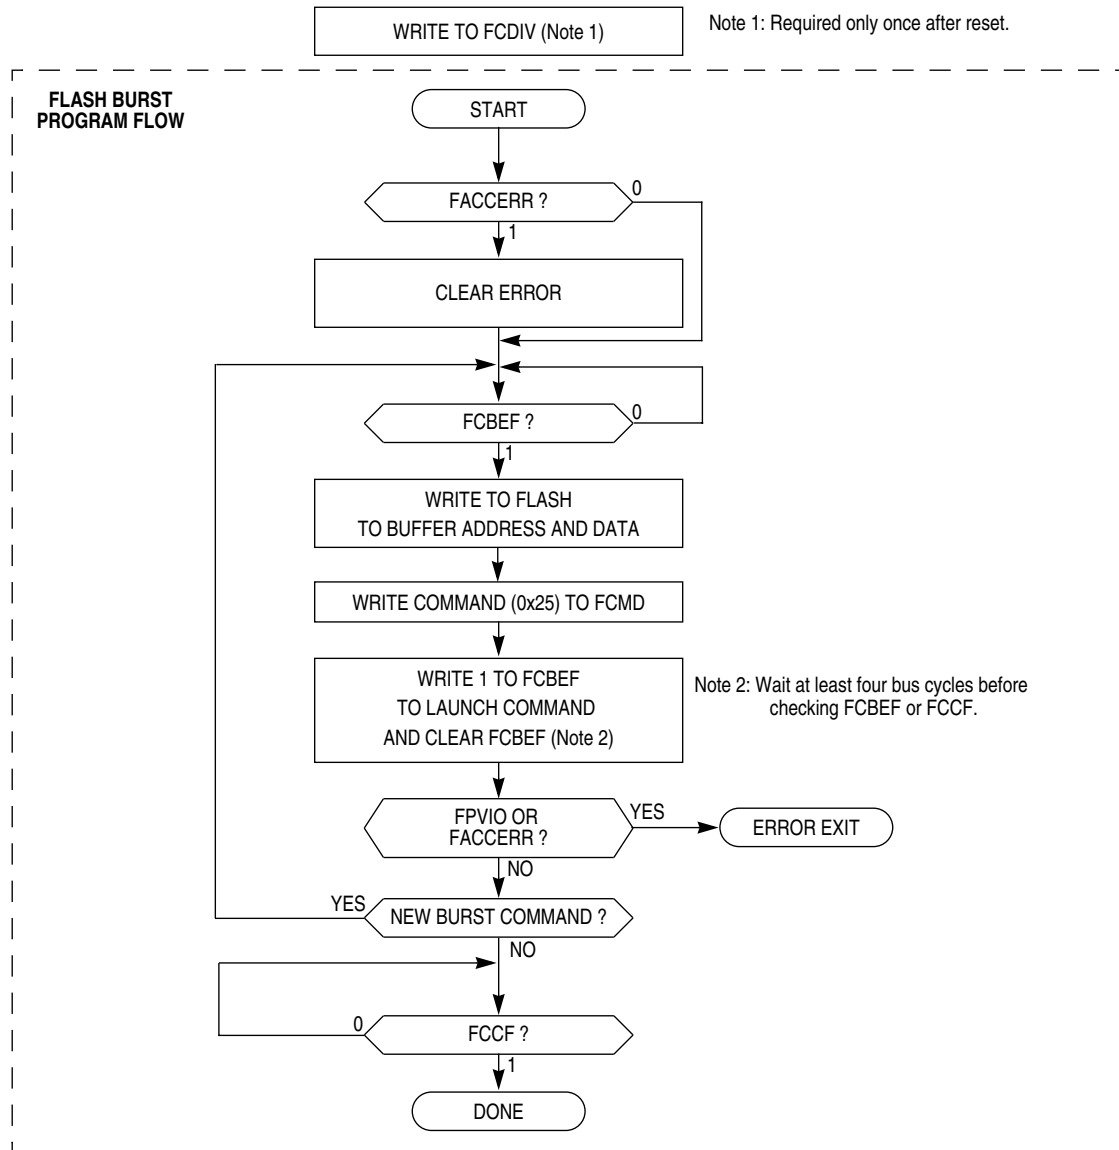 WRITE TO FCDIV (Note 1)
Note 1: Required only once after reset.
FLASH BURST
PROGRAM FLOW
START
FACCERR ?
0
1
CLEAR ERROR
FCBEF ?
0
1
WRITE TO FLASH
TO BUFFER ADDRESS AND DATA
WRITE COMMAND (0x25) TO FCMD
WRITE 1 TO FCBEF
TO LAUNCH COMMAND
AND CLEAR FCBEF (Note 2)
Note 2: Wait at least four bus cycles before
checking FCBEF or FCCF.
FPVIO OR
FACCERR ?
YES
ERROR EXIT
NO
YES
NEW BURST COMMAND ?
NO
0
FCCF ?
1
DONE